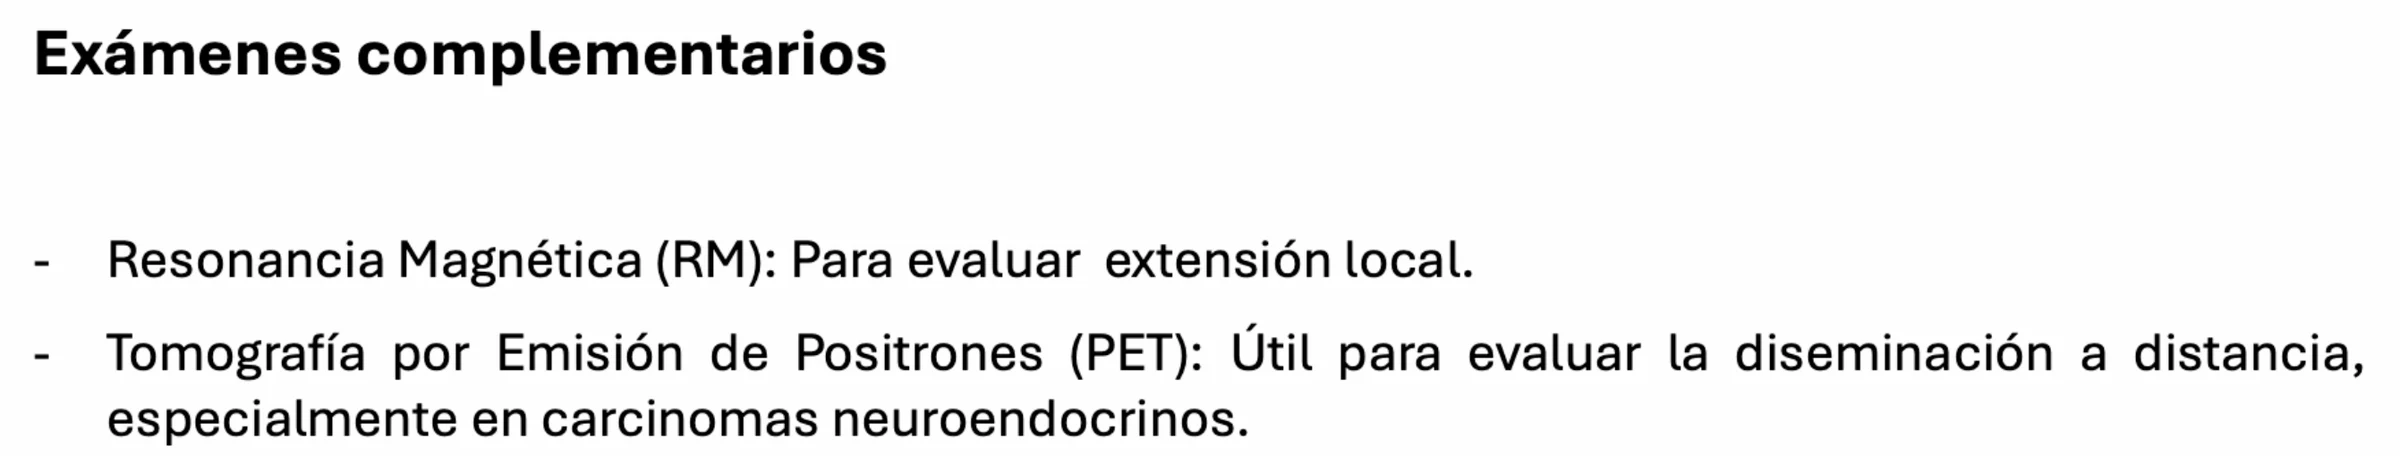 Exámenes complementarios
- Resonancia Magnética (RM): Para evaluar  extensión local.
- Tomografía por Emisión de Positrones (PET): Útil para evaluar la diseminación a distancia,
especialmente en carcinomas neuroendocrinos.